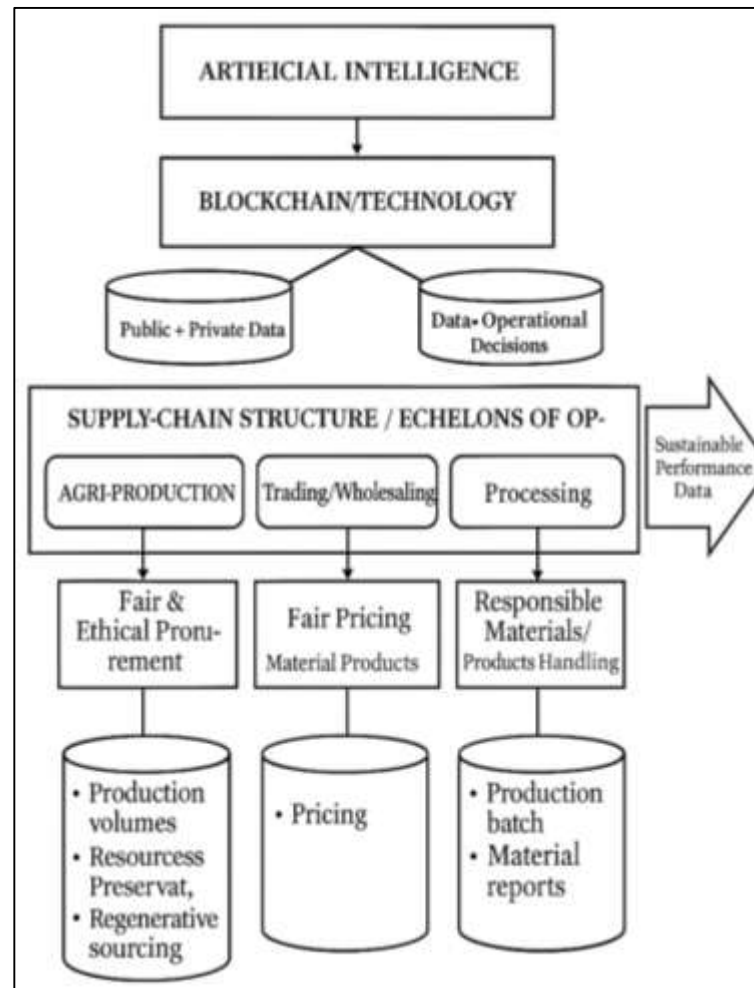 ARTIEICIAL INTELLIGENCE
BLOCKCHAIN/TECHNOLOGY
Public + Private Data
Data• Operational
Decisions
SUPPLY-CHAIN STRUCTURE / ECHELONS OF OP-
AGRI-PRODUCTION
Trading/Wholesaling
Processing
Sustainable
Performance
Data
Fair &
Ethical Pronu-
rement
Fair Pricing
Material Products
Responsible
Materials/
Products Handling
• Production
volumes
• Resourcess
Preservat,
• Regenerative
sourcing
• Pricing
• Production
batch
• Material
reports